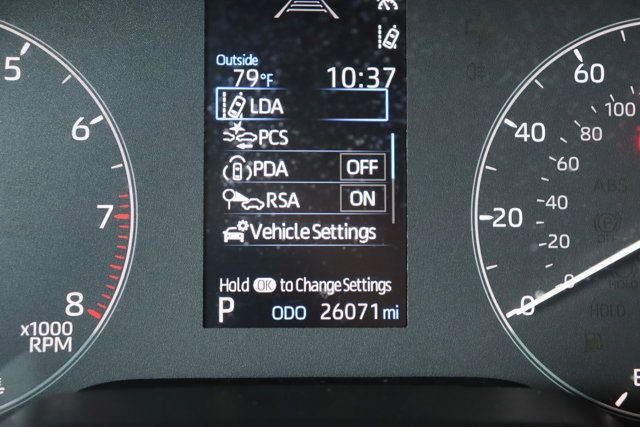 Outside
79°F 10:37
LDA
PCS
PDA OFF
RSA ON
Vehicle Settings
Hold OK to Change Settings
P ODO 26071 mi
5
6
7
8
x1000
RPM
60
40
20
0
100
80
60
40
20
0
ABS
HOLD